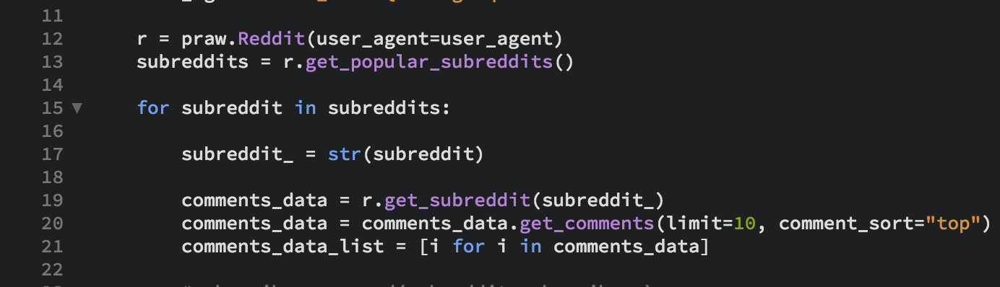 11
12 r = praw.Reddit(user_agent=user_agent)
13 subreddits = r.get_popular_subreddits()
14
15 ▼ for subreddit in subreddits:
16
17 subreddit_ = str(subreddit)
18
19 comments_data = r.get_subreddit(subreddit_)
20 comments_data = comments_data.get_comments(limit=10, comment_sort="top")
21 comments_data_list = [i for i in comments_data]
22